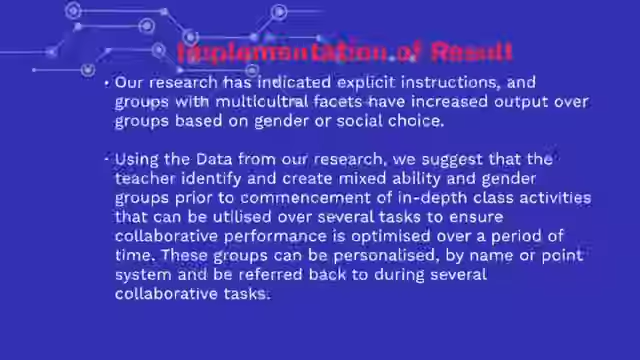 Implementation of Result
• Our research has indicated explicit instructions, and
groups with multicultral facets have increased output over
groups based on gender or social choice.
• Using the Data from our research, we suggest that the
teacher identify and create mixed ability and gender
groups prior to commencement of in-depth class activities
that can be utilised over several tasks to ensure
collaborative performance is optimised over a period of
time. These groups can be personalised, by name or point
system and be referred back to during several
collaborative tasks.